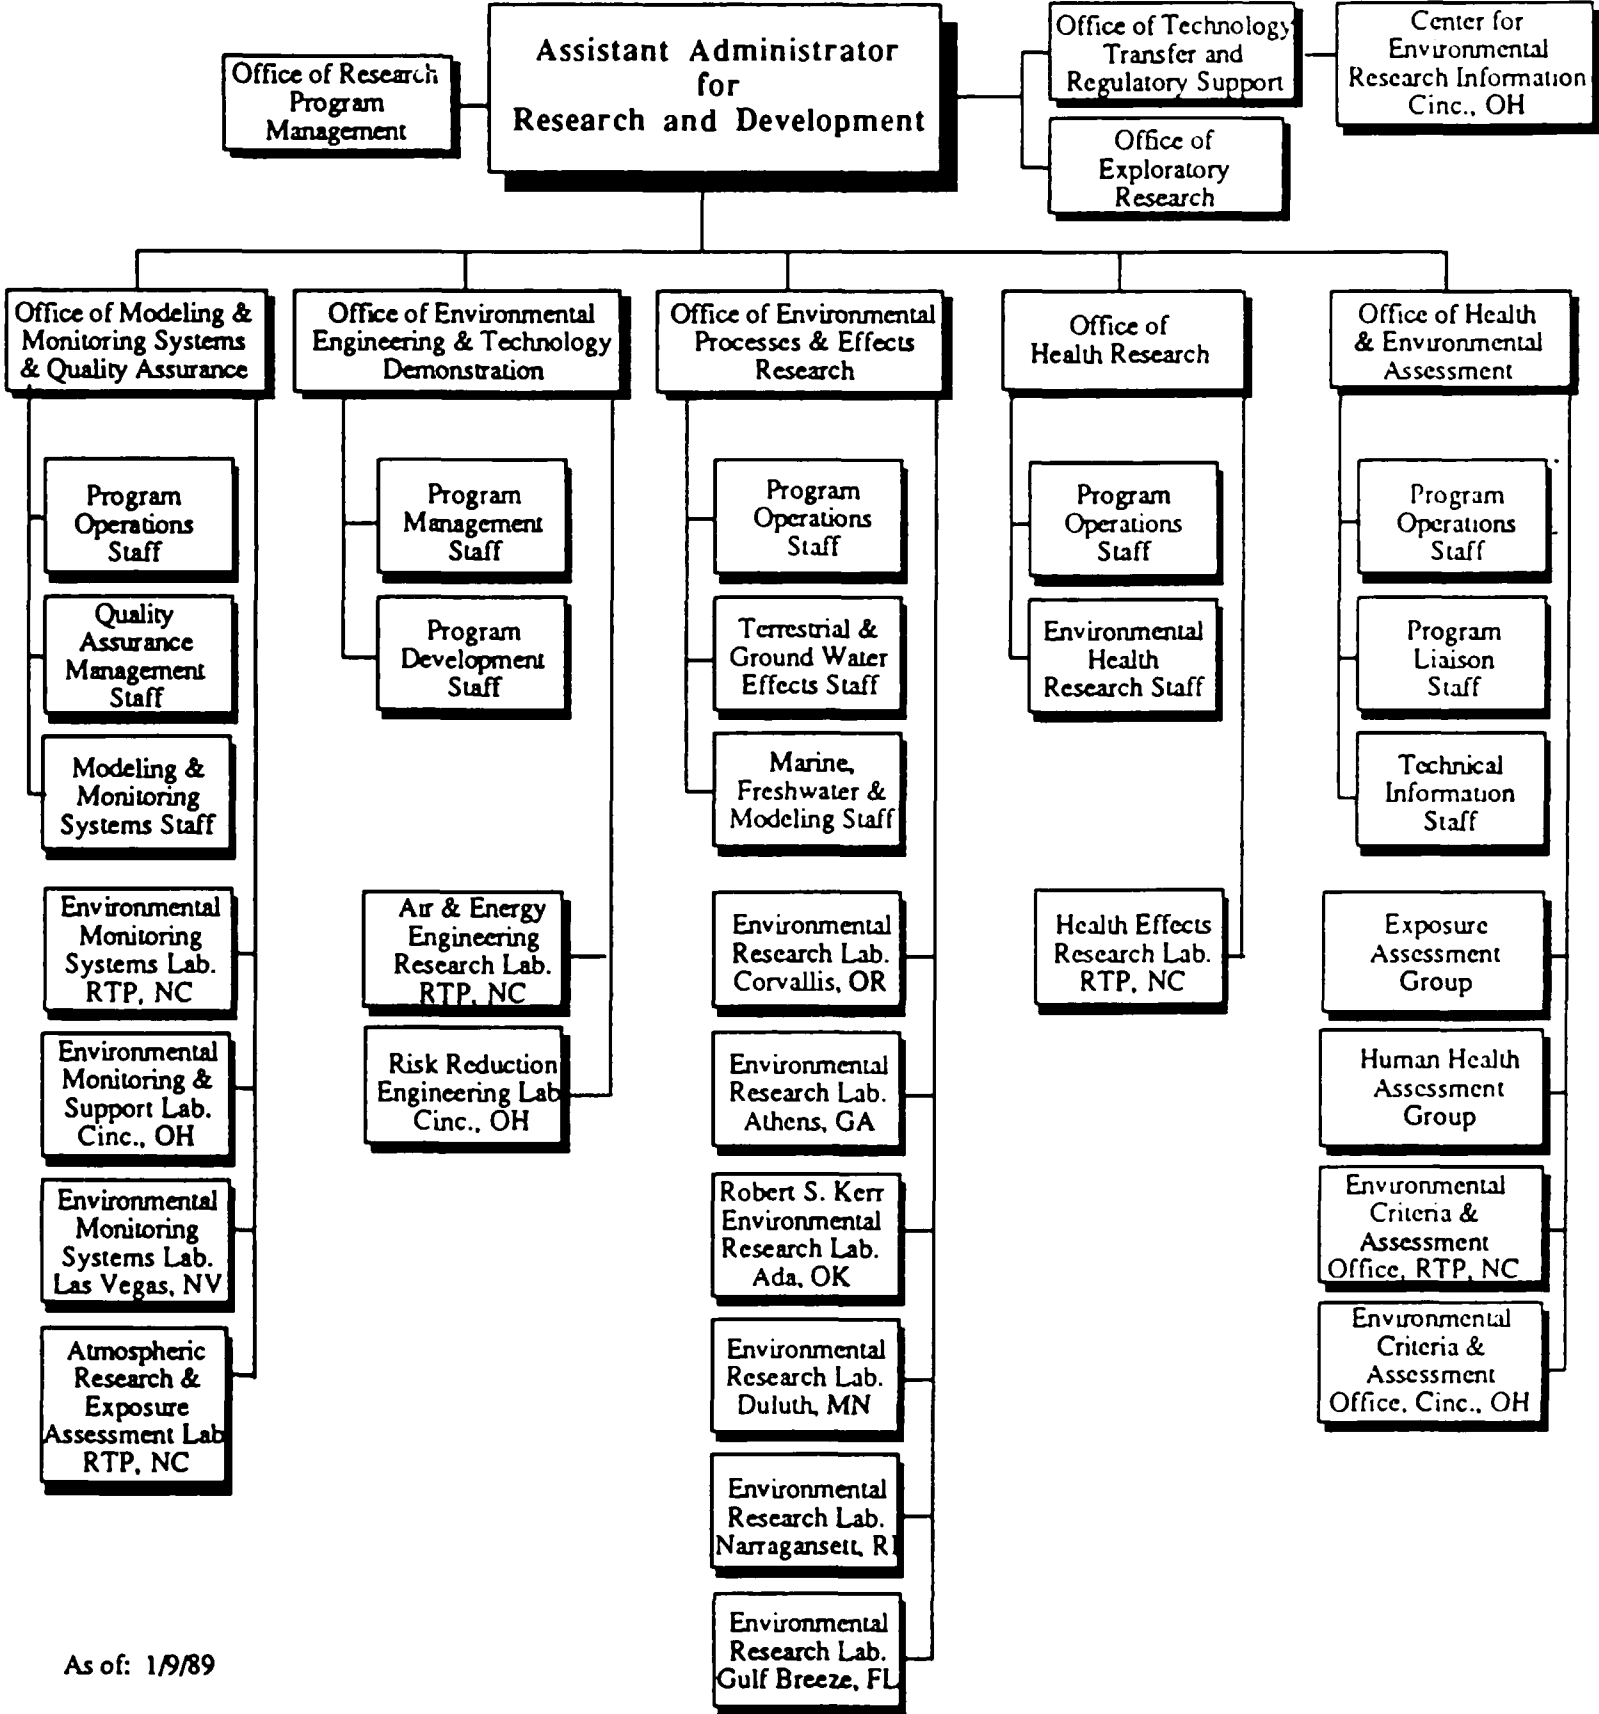 Assistant Administrator
for
Research and Development
Office of Research
Program
Management
Office of Technology
Transfer and
Regulatory Support
Center for
Environmental
Research Information
Cinc., OH
Office of
Exploratory
Research
Office of Modeling &
Monitoring Systems
& Quality Assurance
Program
Operations
Staff
Quality
Assurance
Management
Staff
Modeling &
Monitoring
Systems Staff
Environmental
Monitoring
Systems Lab.
RTP, NC
Environmental
Monitoring &
Support Lab.
Cinc., OH
Environmental
Monitoring
Systems Lab.
Las Vegas, NV
Atmospheric
Research &
Exposure
Assessment Lab
RTP, NC
Office of Environmental
Engineering & Technology
Demonstration
Program
Management
Staff
Program
Development
Staff
Air & Energy
Engineering
Research Lab.
RTP, NC
Risk Reduction
Engineering Lab
Cinc., OH
Office of Environmental
Processes & Effects
Research
Program
Operations
Staff
Terrestrial &
Ground Water
Effects Staff
Marine,
Freshwater &
Modeling Staff
Environmental
Research Lab.
Corvallis, OR
Environmental
Research Lab.
Athens, GA
Robert S. Kerr
Environmental
Research Lab.
Ada, OK
Environmental
Research Lab.
Duluth, MN
Environmental
Research Lab.
Narragansett, RI
Environmental
Research Lab.
Gulf Breeze, FL
Office of
Health Research
Program
Operations
Staff
Environmental
Health
Research Staff
Health Effects
Research Lab.
RTP, NC
Office of Health
& Environmental
Assessment
Program
Operations
Staff
Program
Liaison
Staff
Technical
Information
Staff
Exposure
Assessment
Group
Human Health
Assessment
Group
Environmental
Criteria &
Assessment
Office, RTP, NC
Environmental
Criteria &
Assessment
Office, Cinc., OH
As of: 1/9/89